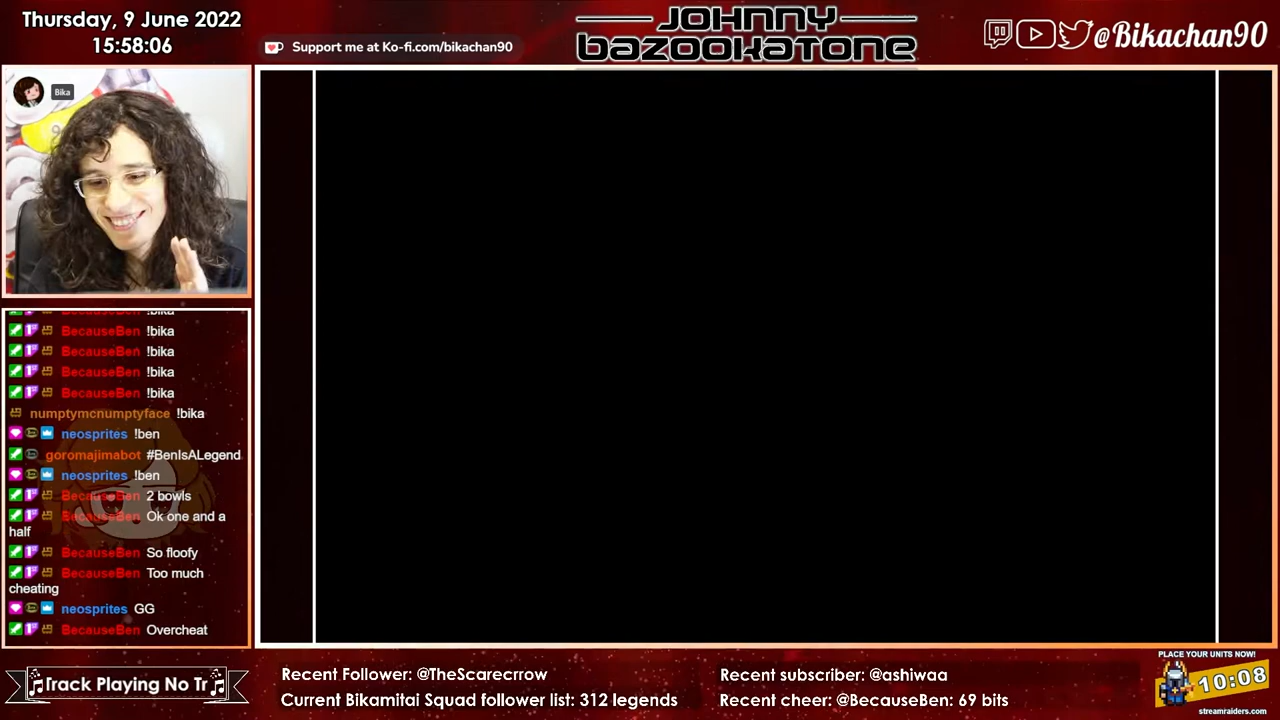 Thursday, 9 June 2022
15:58:06
Support me at Ko-fi.com/bikachan90
JOHNNY
BAZOOKATONE
@Bikachan90
Bika
!bika
BecauseBen !bika
BecauseBen !bika
BecauseBen !bika
BecauseBen !bika
numptymcnumptyface !bika
neosprites !ben
goromajimabot #BenIsALegend
neosprites !ben
BecauseBen 2 bowls
BecauseBen Ok one and a
half
BecauseBen So floofy
BecauseBen Too much
cheating
neosprites GG
BecauseBen Overcheat
Track Playing No Tr
Recent Follower: @TheScarecrrow
Current Bikamitai Squad follower list: 312 legends
Recent subscriber: @ashiwaa
Recent cheer: @BecauseBen: 69 bits
PLACE YOUR UNITS NOW!
10:08
streamraiders.com